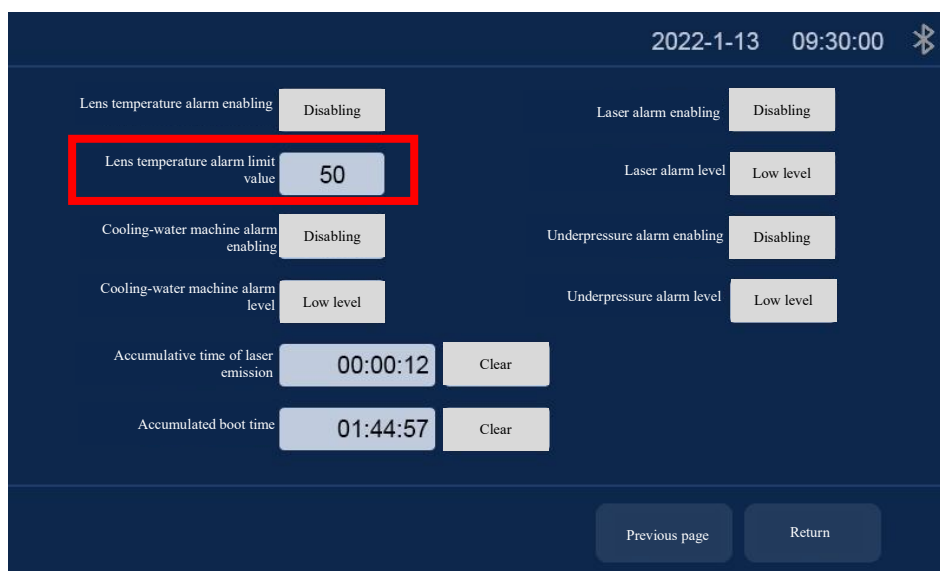 2022-1-13 09:30:00
Lens temperature alarm enabling Disabling Laser alarm enabling Disabling
Lens temperature alarm limit
value 50 Laser alarm level Low level
Cooling-water machine alarm
enabling Disabling Underpressure alarm enabling Disabling
Cooling-water machine alarm
level Low level Underpressure alarm level Low level
Accumulative time of laser
emission 00:00:12 Clear
Accumulated boot time 01:44:57 Clear
Previous page Return